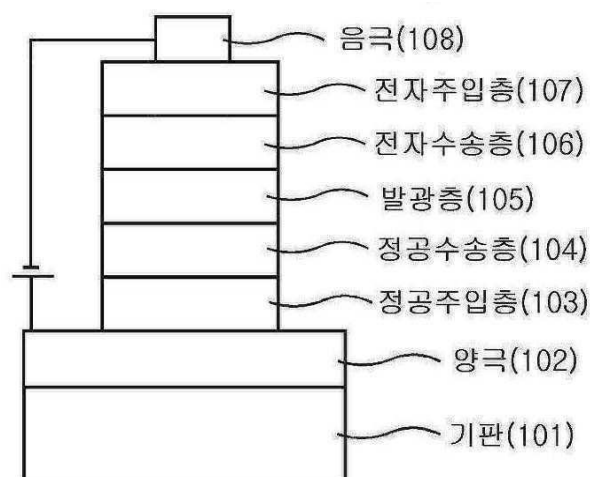 음극(108)
전자주입층(107)
전자수송층(106)
발광층(105)
정공수송층(104)
정공주입층(103)
양극(102)
기판(101)